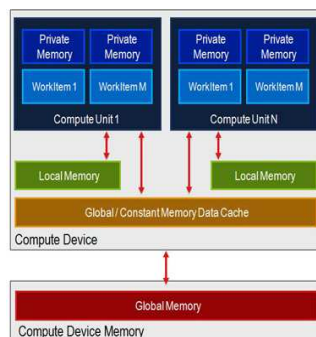 Private Memory
Private Memory
WorkItem 1
WorkItem M
Compute Unit 1
Private Memory
Private Memory
WorkItem 1
WorkItem M
Compute Unit N
Local Memory
Local Memory
Global / Constant Memory Data Cache
Compute Device
Global Memory
Compute Device Memory